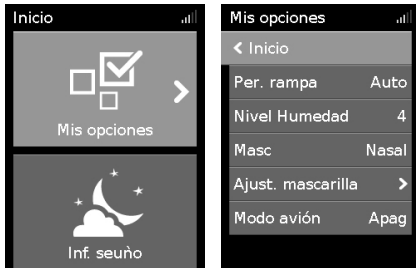 Inicio
Mis opciones
Inf. seuǹo
Mis opciones
Inicio
Per. rampa Auto
Nivel Humedad 4
Masc Nasal
Ajust. mascarilla
Modo avión Apag